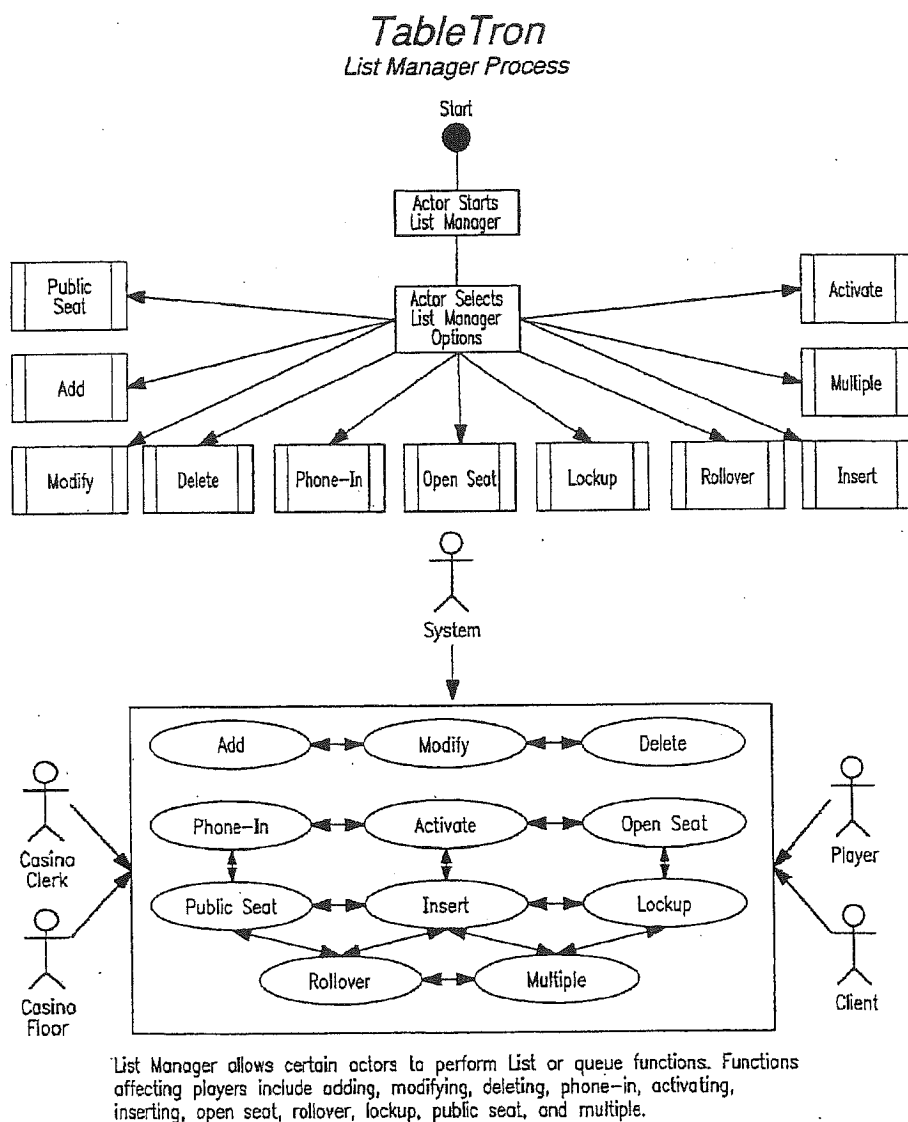 TableTron
List Manager Process
Start
Actor Starts
List Manager
Actor Selects
List Manager
Options
Public
Seat
Add
Modify
Delete
Phone-In
Open Seat
Lockup
Rollover
Insert
Multiple
Activate
System
Add
Modify
Delete
Phone-In
Activate
Open Seat
Public Seat
Insert
Lockup
Rollover
Multiple
Casino
Clerk
Casino
Floor
Player
Client
List Manager allows certain actors to perform List or queue functions. Functions
affecting players include adding, modifying, deleting, phone-in, activating,
inserting, open seat, rollover, lockup, public seat, and multiple.